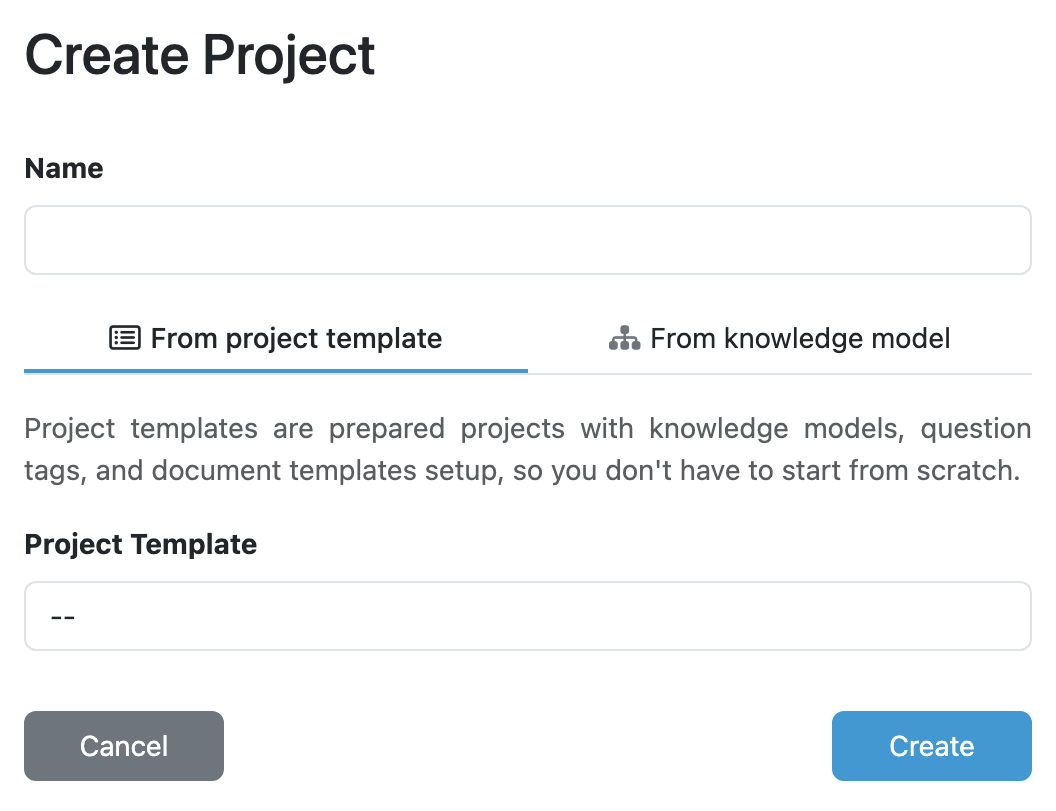 Create Project
Name
From project template
From knowledge model
Project templates are prepared projects with knowledge models, question
tags, and document templates setup, so you don't have to start from scratch.
Project Template
--
Cancel
Create